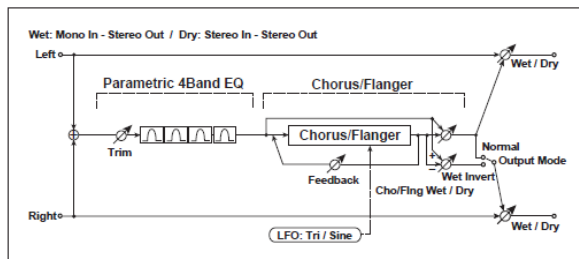 Wet: Mono In - Stereo Out / Dry: Stereo In - Stereo Out
Left
Wet / Dry
Parametric 4Band EQ
Chorus/Flanger
Chorus/Flanger
Trim
Normal
Output Mode
+
−
Wet Invert
Feedback
Cho/Flng Wet / Dry
Right
Wet / Dry
LFO: Tri / Sine